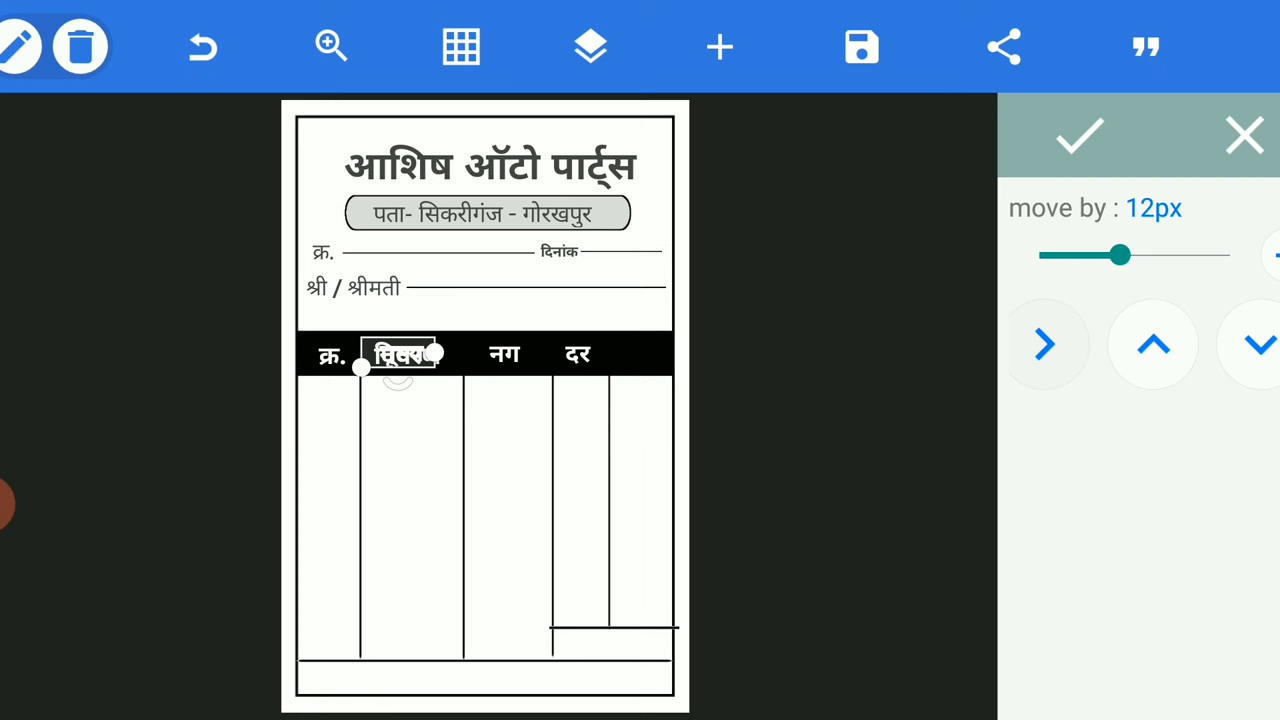 आशिष ऑटो पार्ट्स
पता- सिकरीगंज - गोरखपुर
क्र. दिनांक
श्री / श्रीमती
क्र. नग दर
move by : 12px